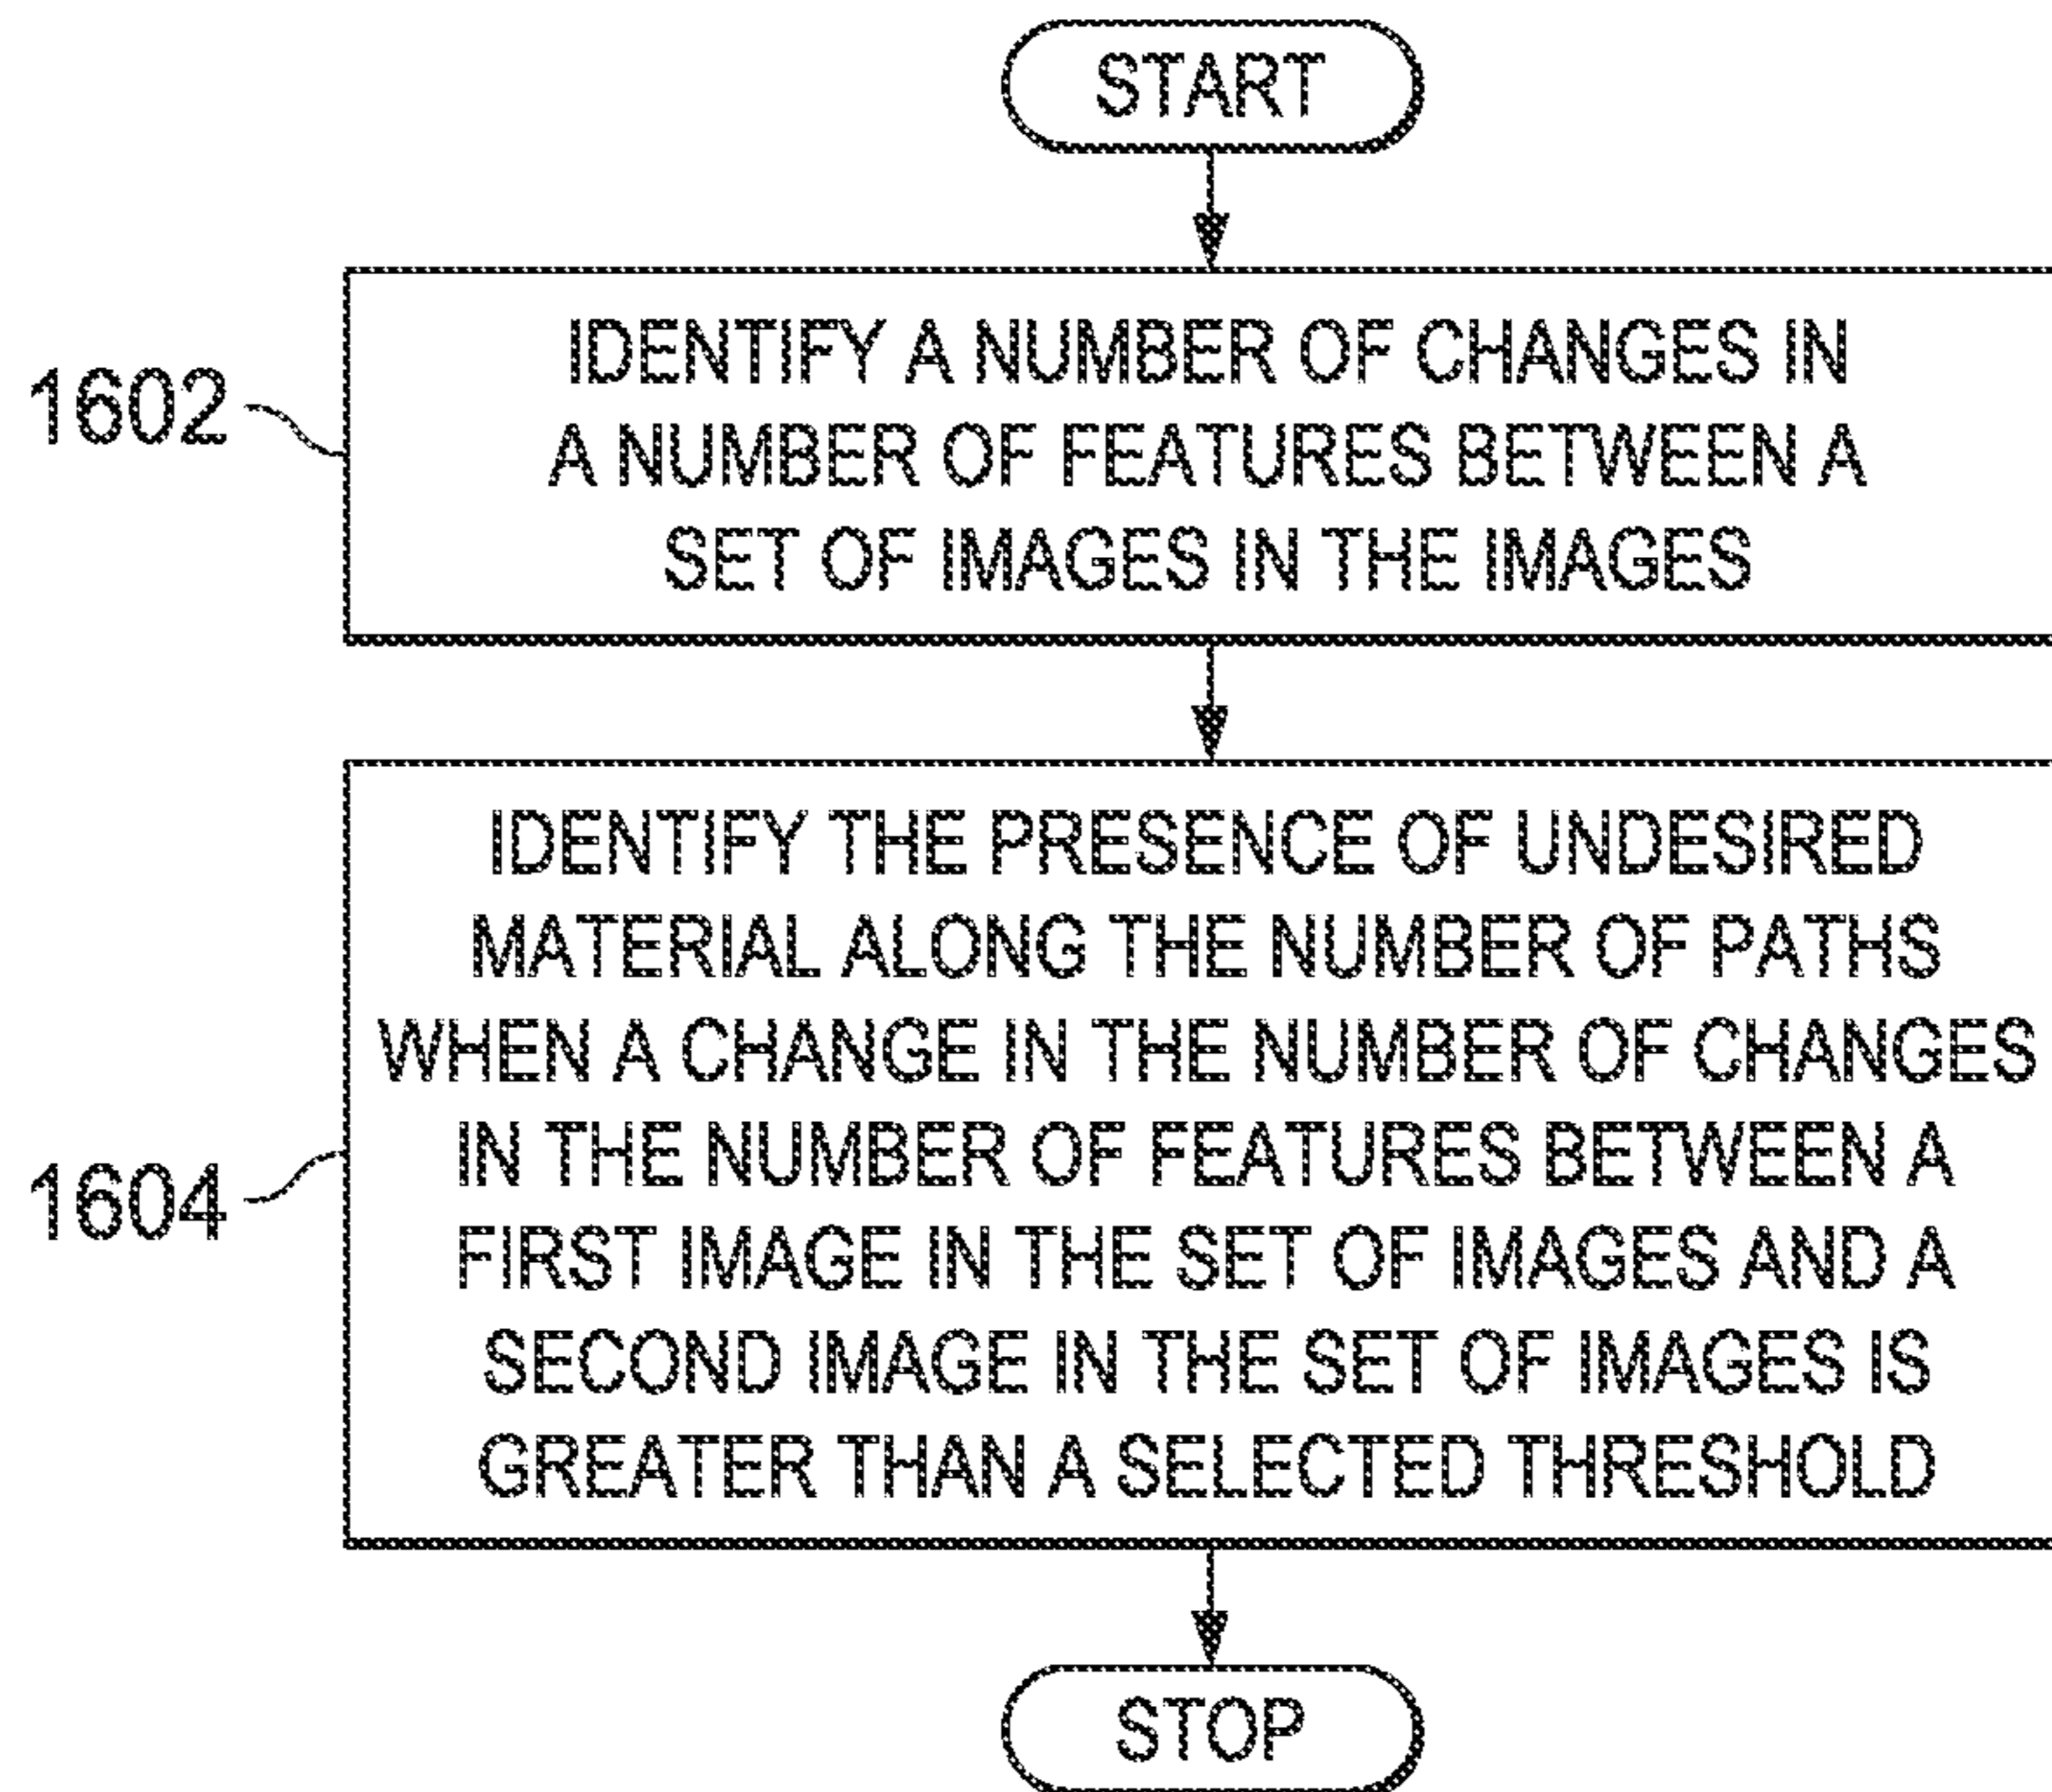 START
1602
IDENTIFY A NUMBER OF CHANGES IN
A NUMBER OF FEATURES BETWEEN A
SET OF IMAGES IN THE IMAGES
1604
IDENTIFY THE PRESENCE OF UNDESIRED
MATERIAL ALONG THE NUMBER OF PATHS
WHEN A CHANGE IN THE NUMBER OF CHANGES
IN THE NUMBER OF FEATURES BETWEEN A
FIRST IMAGE IN THE SET OF IMAGES AND A
SECOND IMAGE IN THE SET OF IMAGES IS
GREATER THAN A SELECTED THRESHOLD
STOP